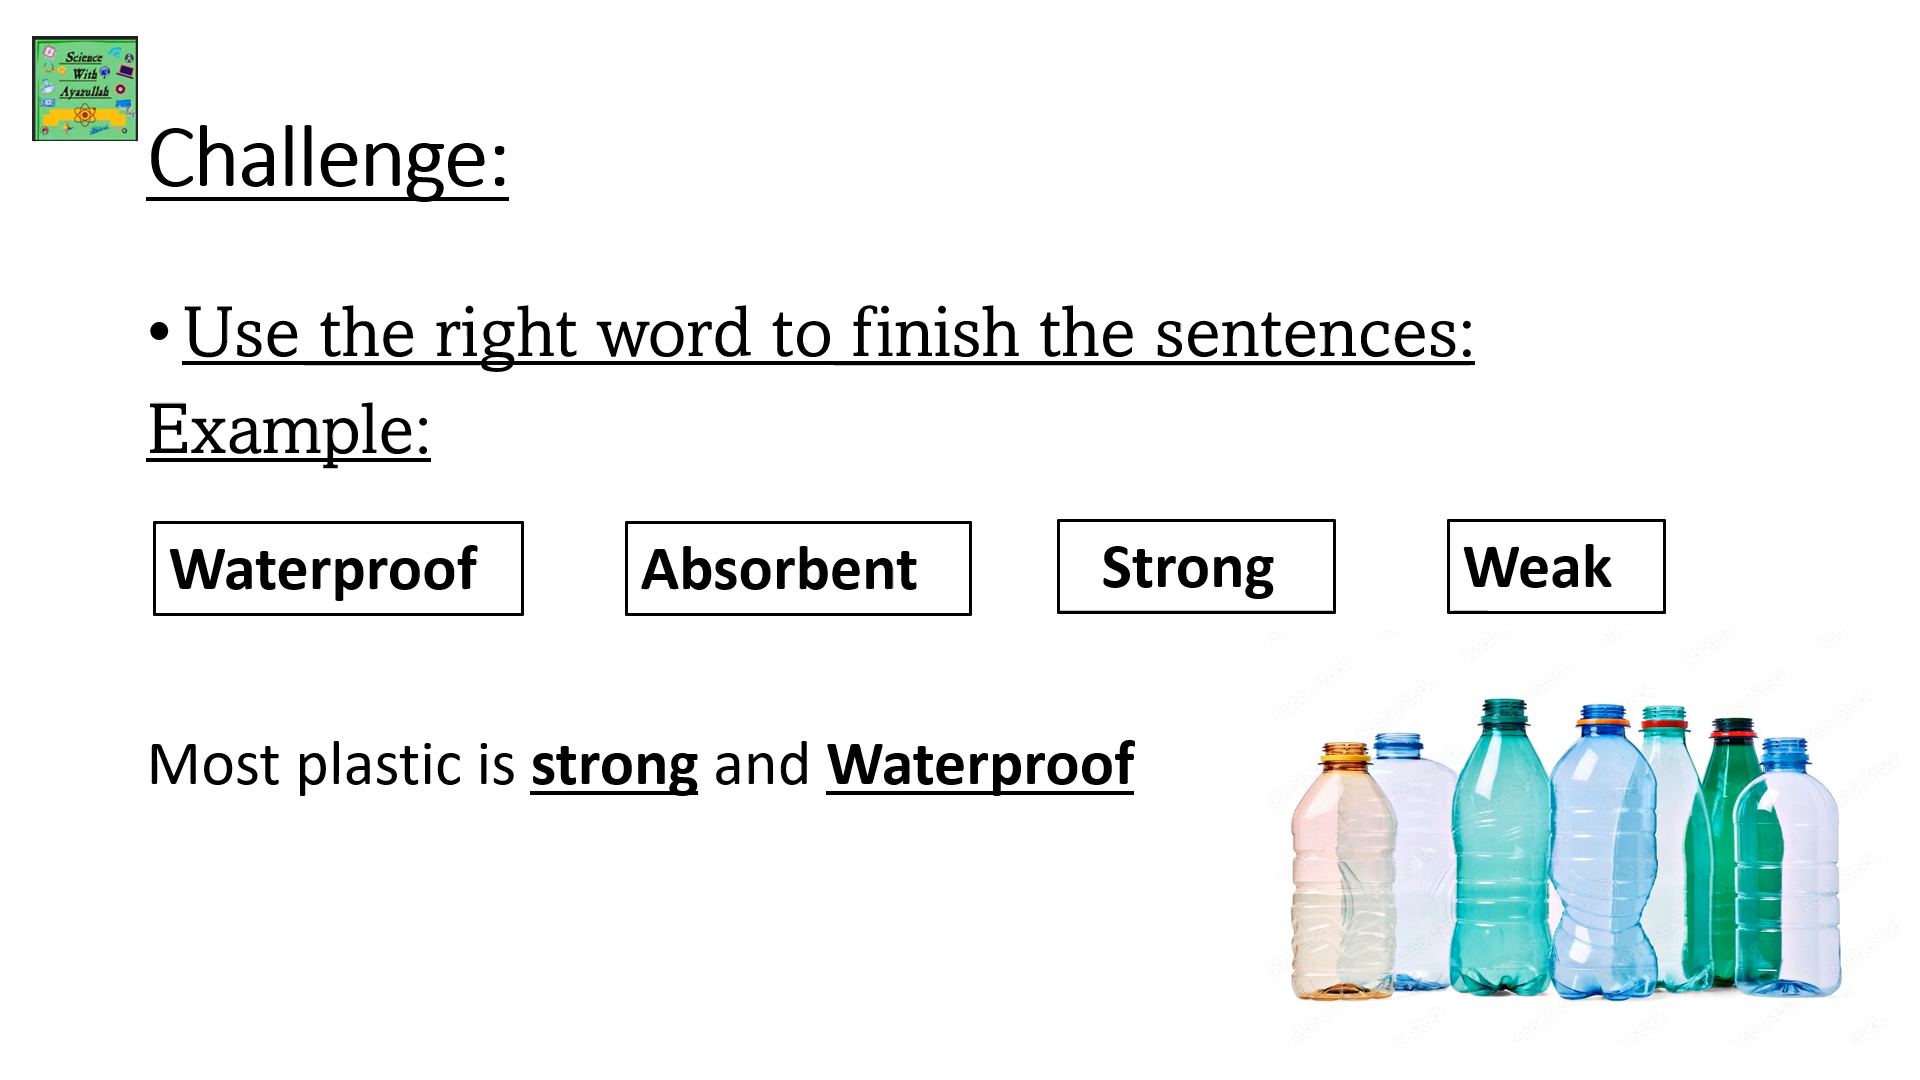 Science
With
Ayazullah
Challenge:
• Use the right word to finish the sentences:
Example:
Waterproof
Absorbent
Strong
Weak
Most plastic is strong and Waterproof